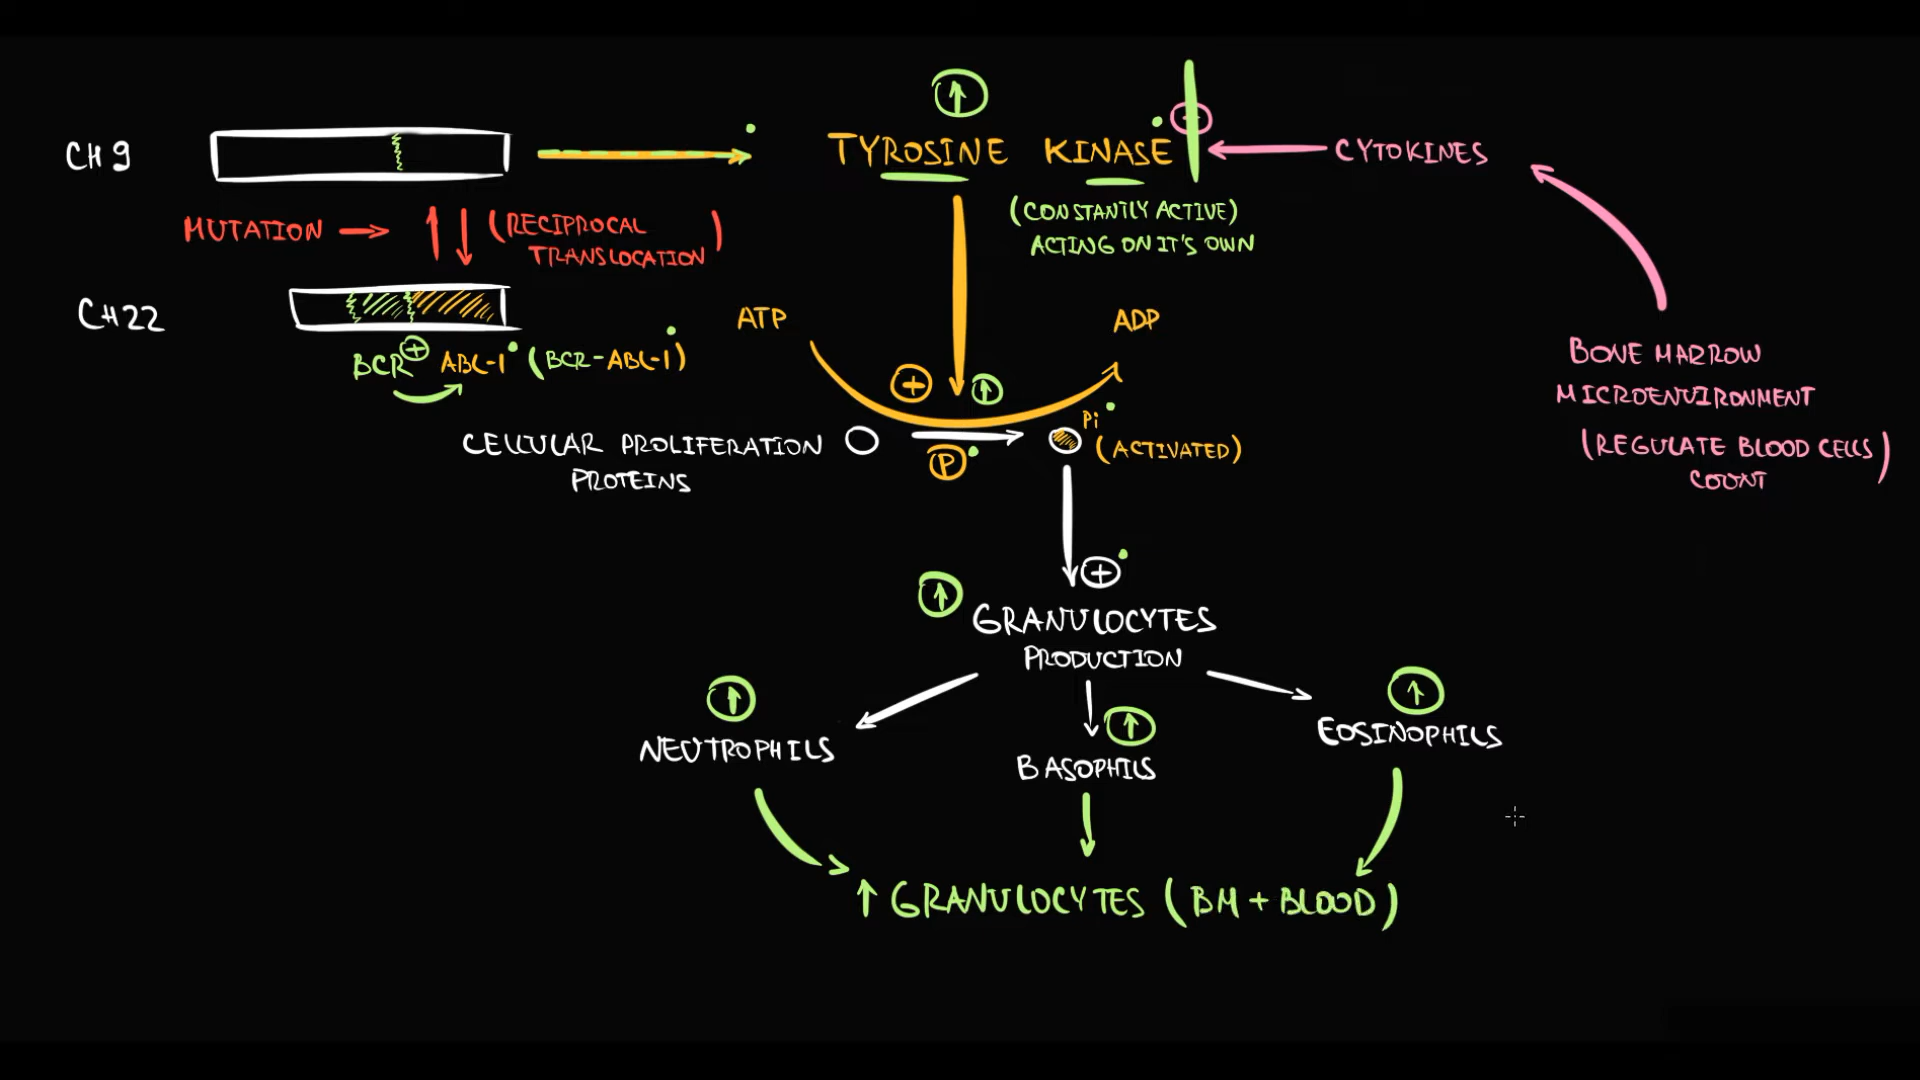 CH 9
TYROSINE KINASE
CYTOKINES
MUTATION
(RECIPROCAL
TRANSLOCATION)
(CONSTANTLY ACTIVE)
ACTING ON IT'S OWN
CH22
ATP
ADP
BCR ABL-1 (BCR-ABL-1)
BONE MARROW
MICROENVIRONMENT
(REGULATE BLOOD CELLS)
COUNT
CELLULAR PROLIFERATION
PROTEINS
P
Pi
(ACTIVATED)
GRANULOCYTES
PRODUCTION
NEUTROPHILS
BASOPHILS
EOSINOPHILS
↑ GRANULOCYTES (BM + BLOOD)